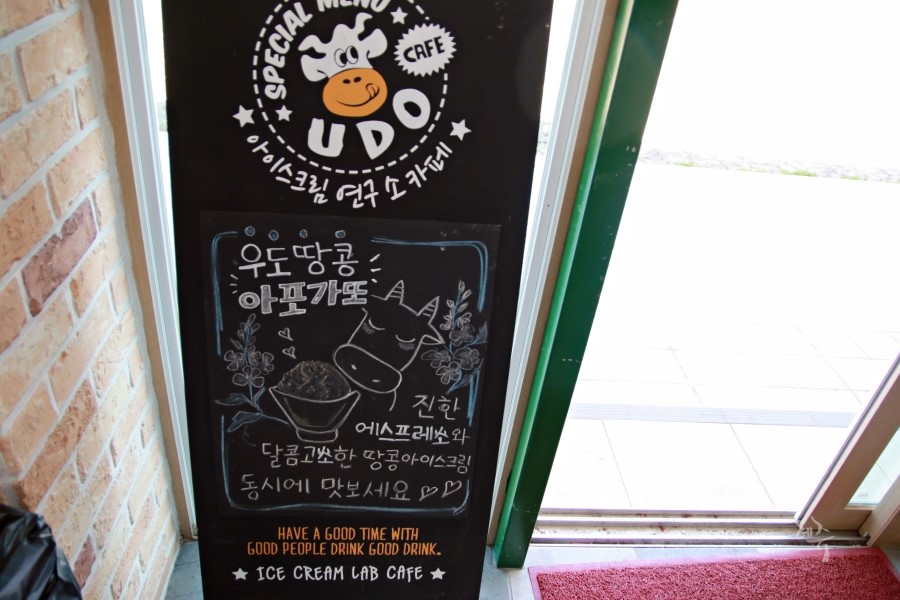 SPECIAL MENU
CAFE
UDO
아이스크림 연구소 카페
우도땅콩
아포가또
진한
에스프레쏘와
달콤고쏘한 땅콩아이스크림
동시에 맛보세요
HAVE A GOOD TIME WITH
GOOD PEOPLE DRINK GOOD DRINK.
ICE CREAM LAB CAFE